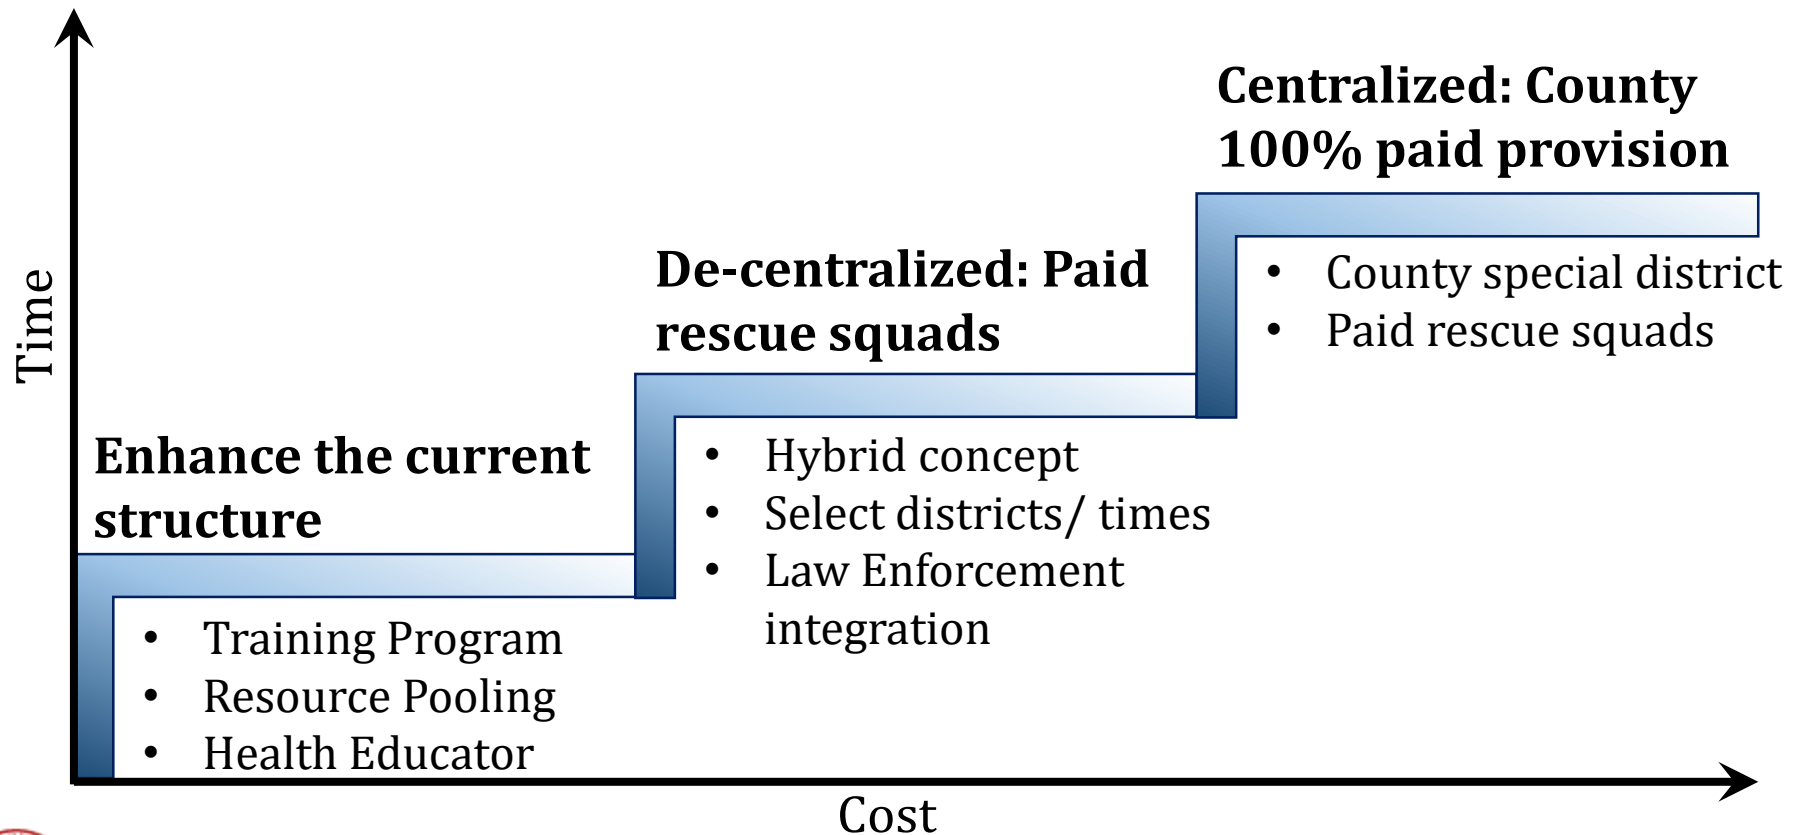 Time
Centralized: County
100% paid provision
• County special district
• Paid rescue squads
De-centralized: Paid
rescue squads
• Hybrid concept
• Select districts/ times
• Law Enforcement
integration
Enhance the current
structure
• Training Program
• Resource Pooling
• Health Educator
Cost